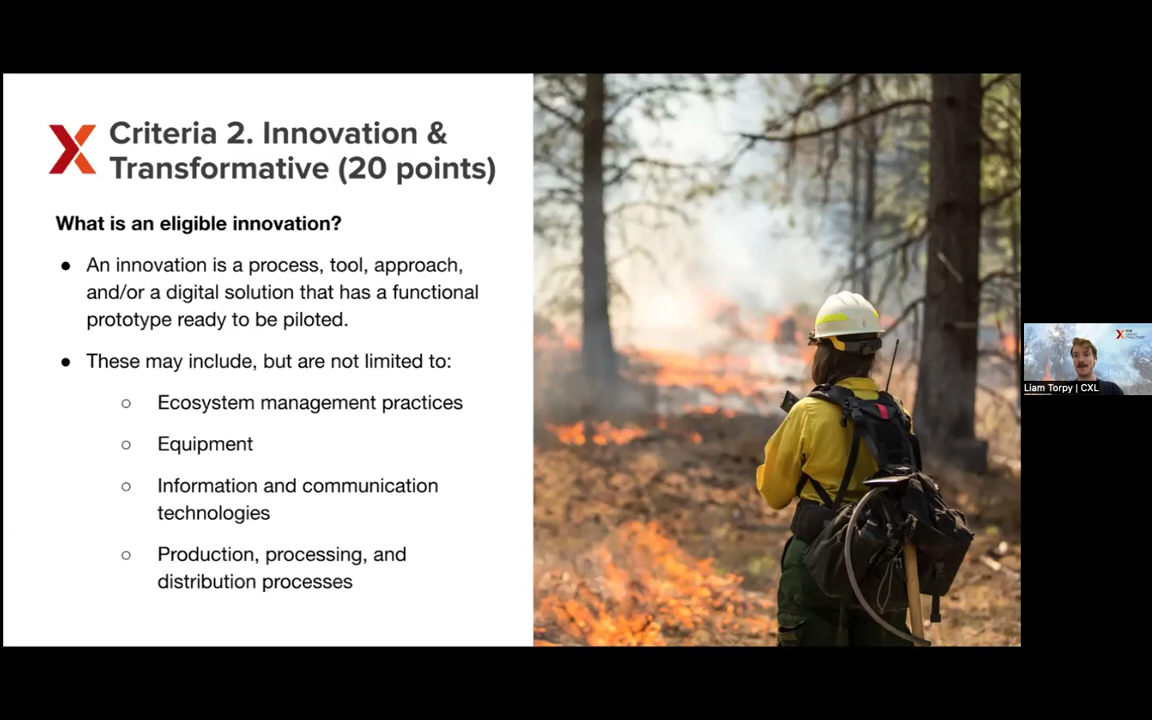 Criteria 2. Innovation &
Transformative (20 points)
What is an eligible innovation?
● An innovation is a process, tool, approach,
and/or a digital solution that has a functional
prototype ready to be piloted.
● These may include, but are not limited to:
○ Ecosystem management practices
○ Equipment
○ Information and communication
technologies
○ Production, processing, and
distribution processes
Liam Torpy | CXL